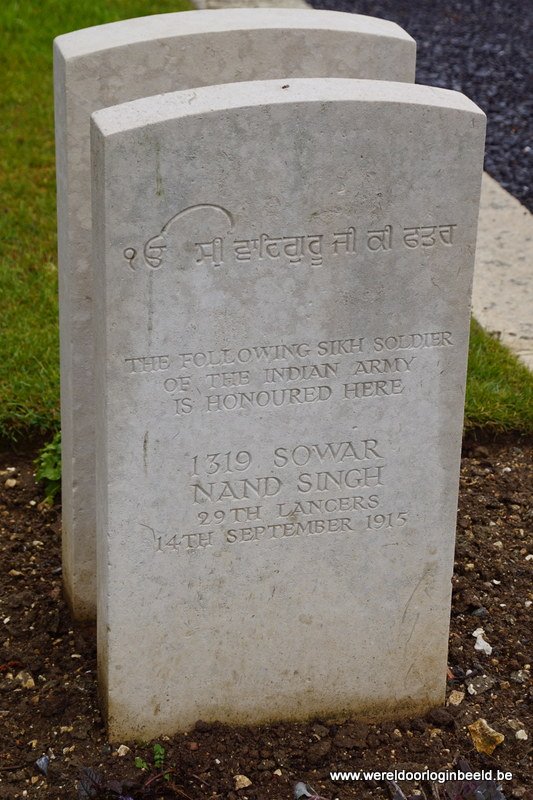 ੴ ਸ੍ਰੀ ਵਾਹਿਗੁਰੂ ਜੀ ਕੀ ਫਤਹ
THE FOLLOWING SIKH SOLDIER
OF THE INDIAN ARMY
IS HONOURED HERE
1319 SOWAR
NAND SINGH
29TH LANCERS
14TH SEPTEMBER 1915
www.wereldoorloginbeeld.be